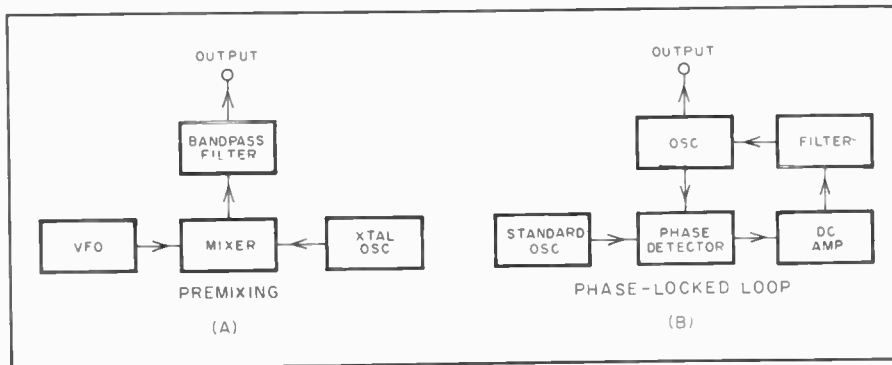 OUTPUT
BANDPASS
FILTER
VFO
MIXER
XTAL
OSC
PREMIXING
(A)
OUTPUT
OSC
FILTER
STANDARD
OSC
PHASE
DETECTOR
DC
AMP
PHASE-LOCKED LOOP
(B)